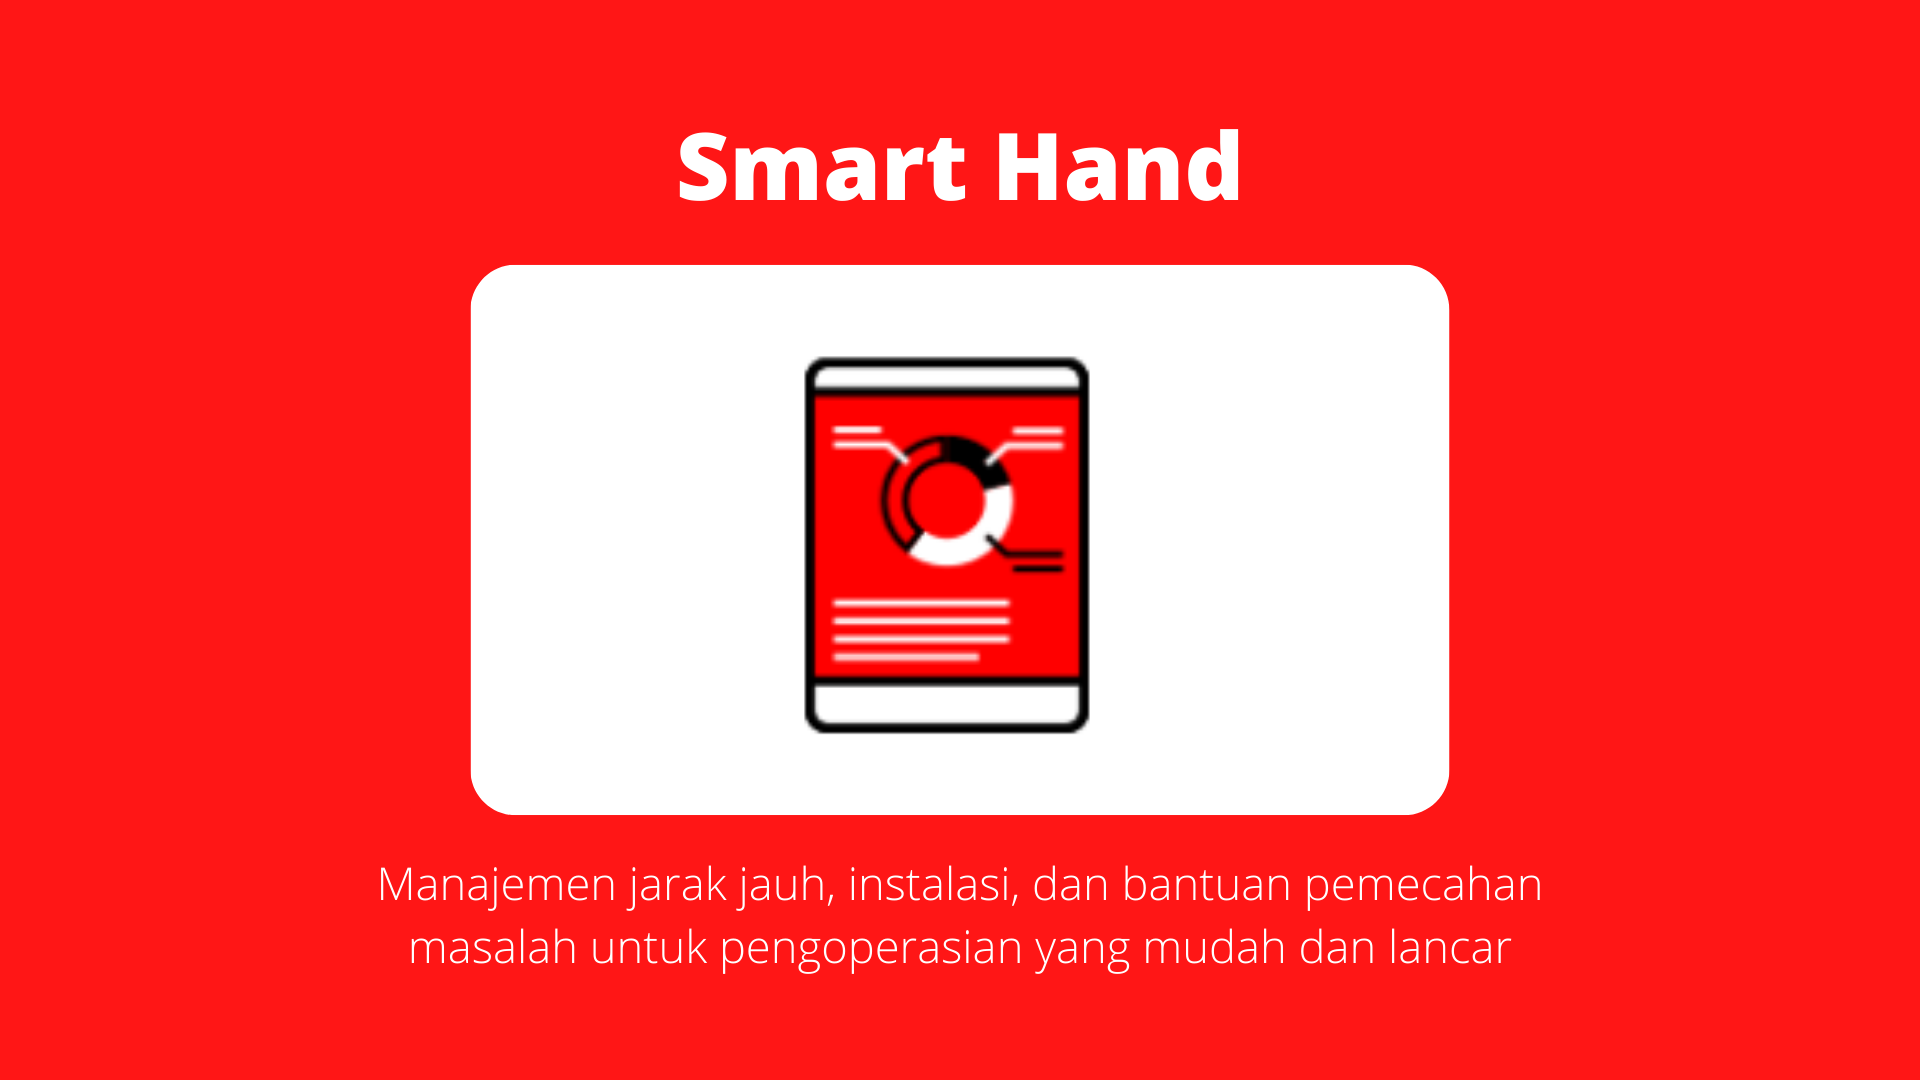 Smart Hand
Manajemen jarak jauh, instalasi, dan bantuan pemecahan
masalah untuk pengoperasian yang mudah dan lancar